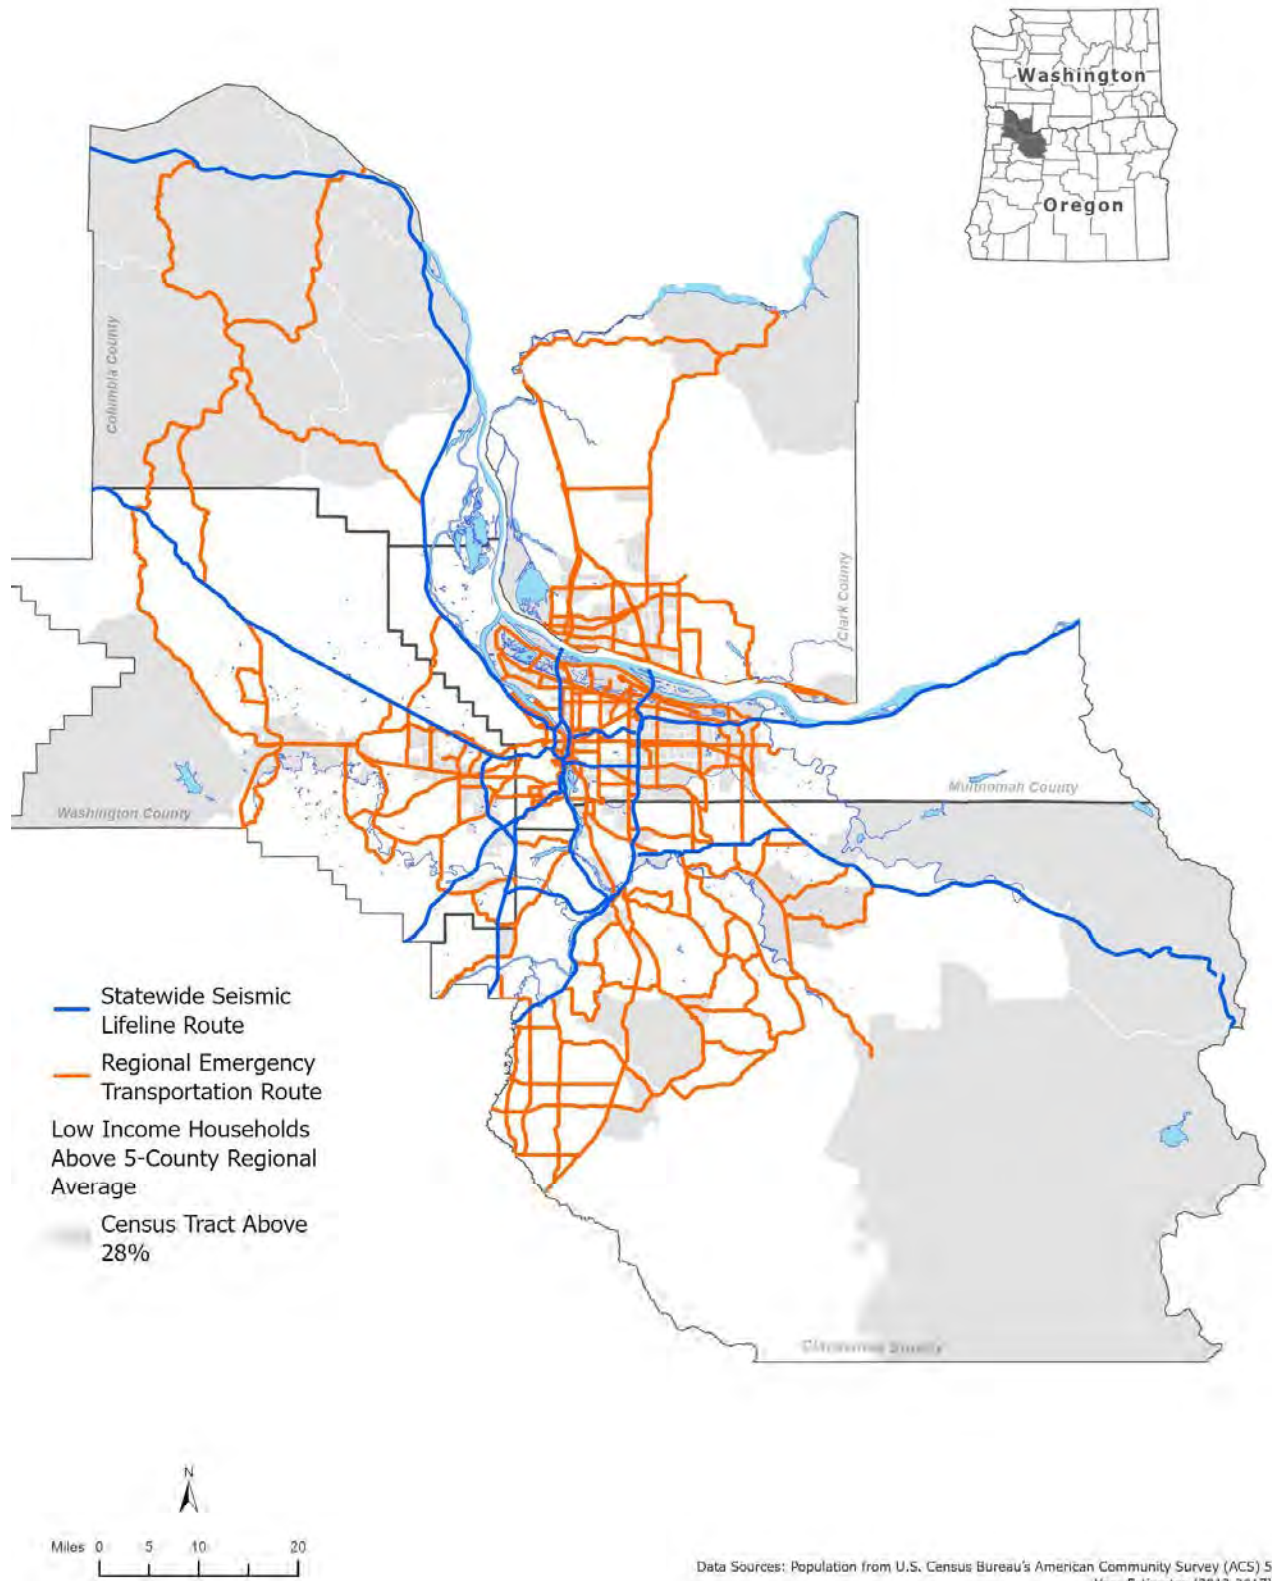 Washington
Oregon
Columbia County
Clark County
Multnomah County
Washington County
Statewide Seismic
Lifeline Route
Regional Emergency
Transportation Route
Low Income Households
Above 5-County Regional
Average
Census Tract Above
28%
Clackamas County
N
Miles 0 5 10 20
Data Sources: Population from U.S. Census Bureau's American Community Survey (ACS) 5